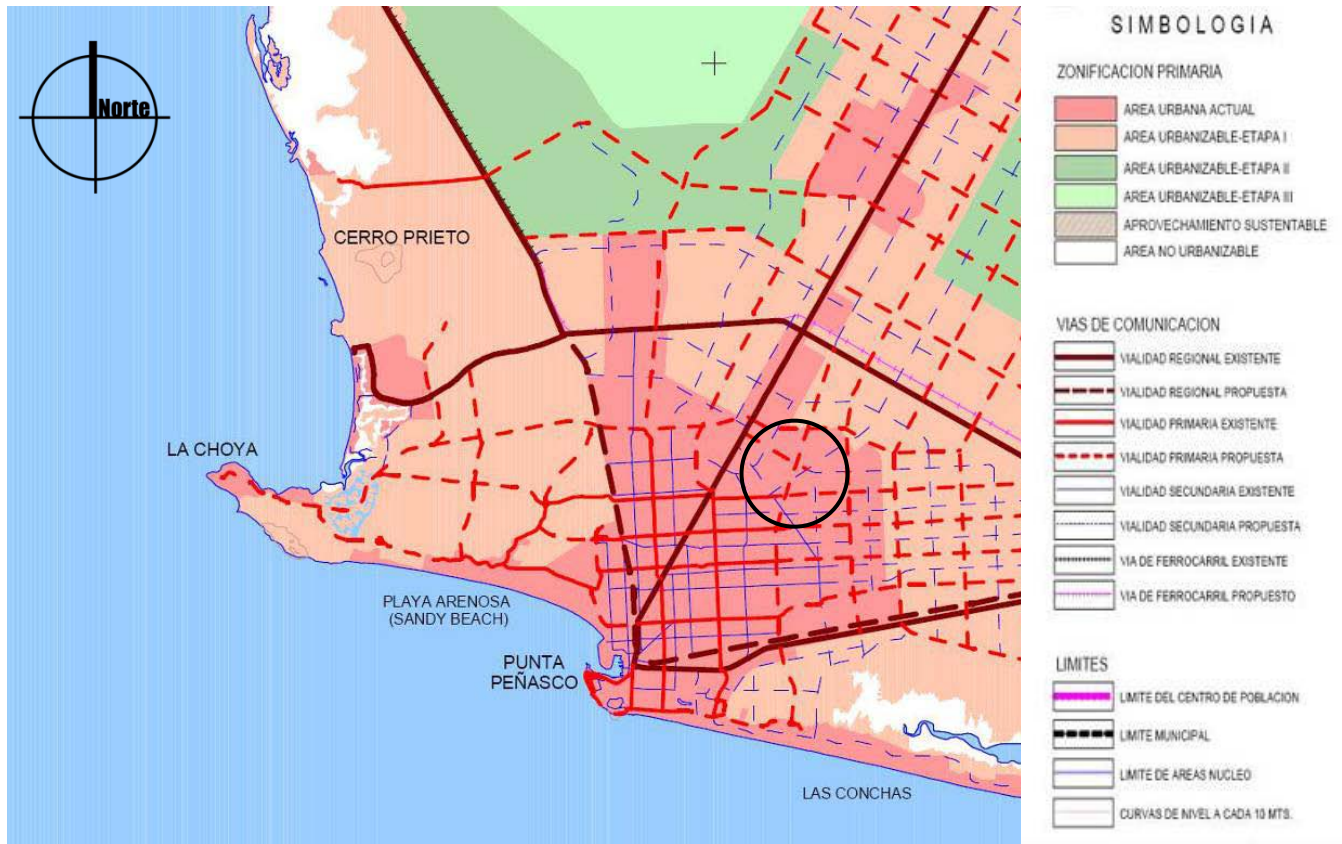 Norte
CERRO PRIETO
LA CHOYA
PLAYA ARENOSA
(SANDY BEACH)
PUNTA
PEÑASCO
LAS CONCHAS
SIMBOLOGIA
ZONIFICACION PRIMARIA
AREA URBANA ACTUAL
AREA URBANIZABLE-ETAPA I
AREA URBANIZABLE-ETAPA II
AREA URBANIZABLE-ETAPA III
APROVECHAMIENTO SUSTENTABLE
AREA NO URBANIZABLE
VIAS DE COMUNICACION
VIALIDAD REGIONAL EXISTENTE
VIALIDAD REGIONAL PROPUESTA
VIALIDAD PRIMARIA EXISTENTE
VIALIDAD PRIMARIA PROPUESTA
VIALIDAD SECUNDARIA EXISTENTE
VIALIDAD SECUNDARIA PROPUESTA
VIA DE FERROCARRIL EXISTENTE
VIA DE FERROCARRIL PROPUESTO
LIMITES
LIMITE DEL CENTRO DE POBLACION
LIMITE MUNICIPAL
LIMITE DE AREAS NUCLEO
CURVAS DE NIVEL A CADA 10 MTS.